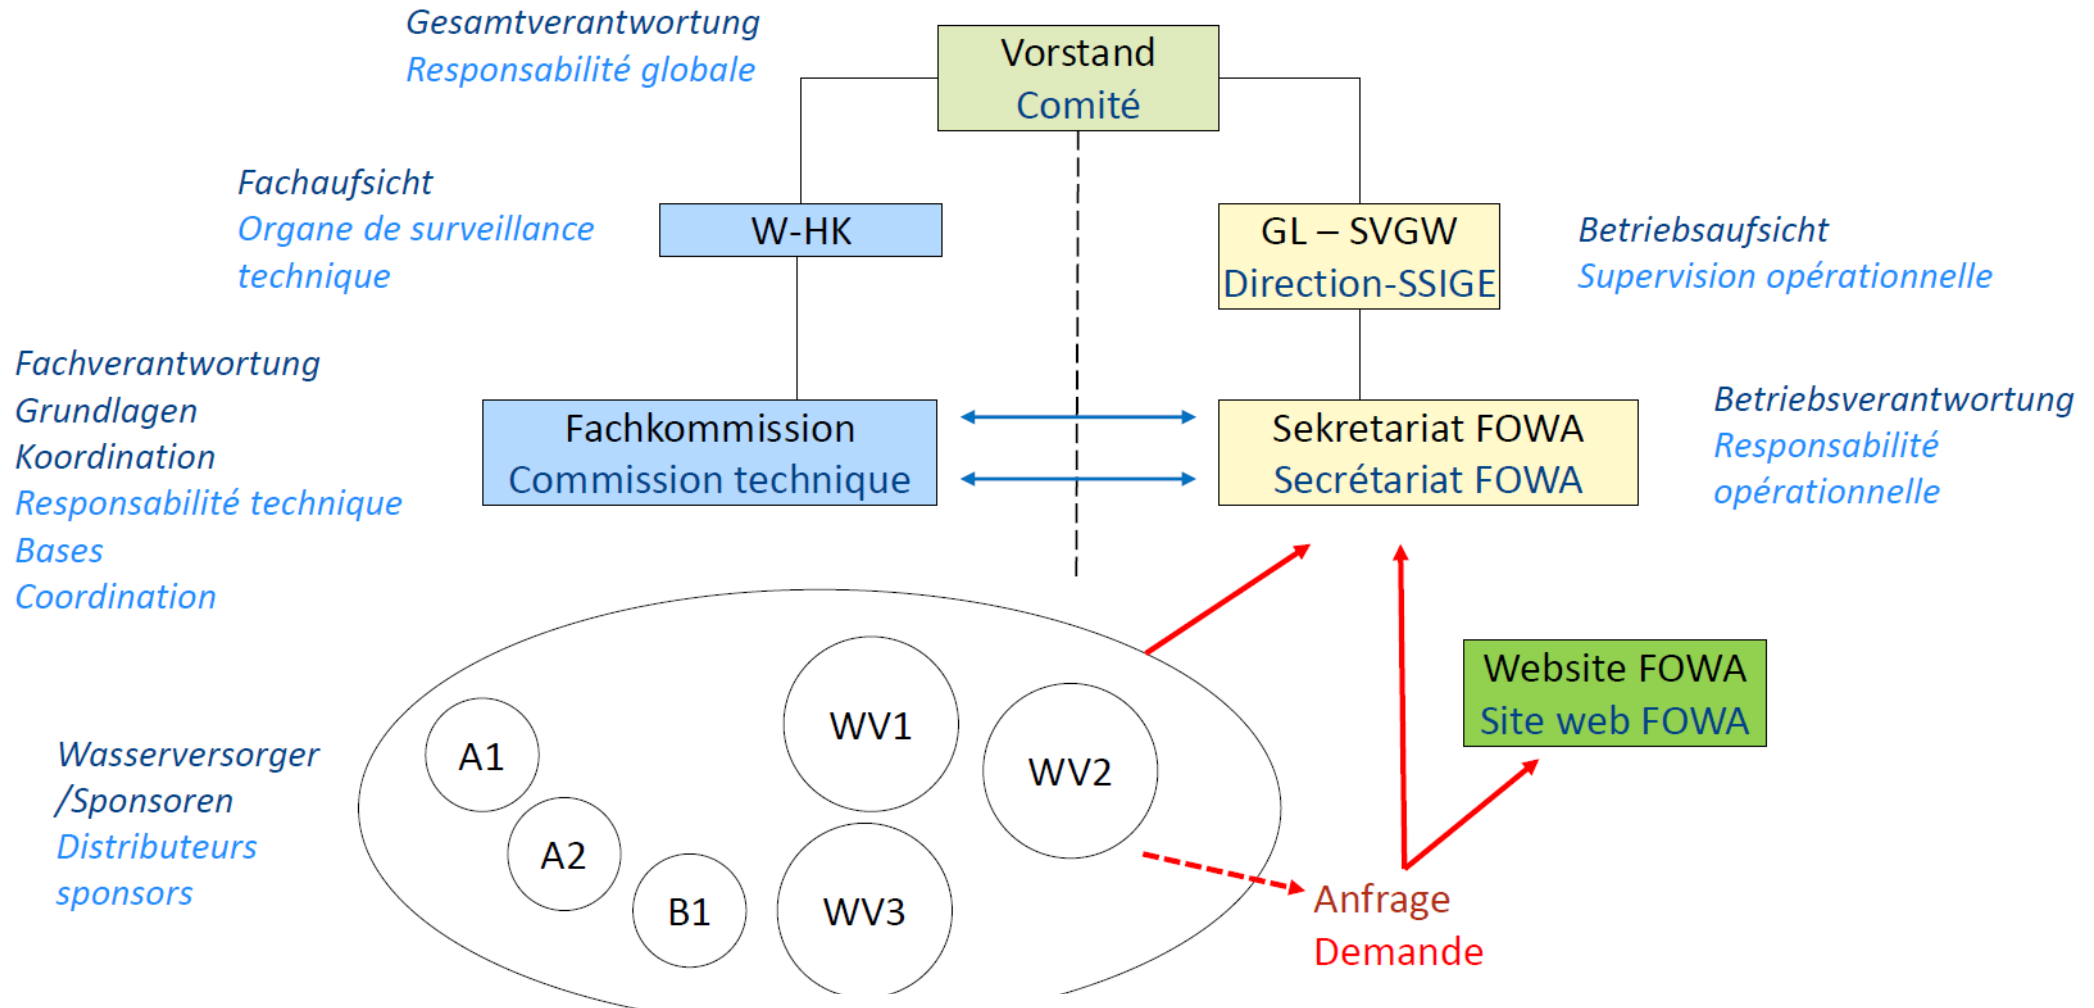 Gesamtverantwortung
Responsabilité globale
Vorstand
Comité
Fachaufsicht
Organe de surveillance
technique
W-HK
GL – SVGW
Direction-SSIGE
Betriebsaufsicht
Supervision opérationnelle
Fachverantwortung
Grundlagen
Koordination
Responsabilité technique
Bases
Coordination
Fachkommission
Commission technique
Sekretariat FOWA
Secrétariat FOWA
Betriebsverantwortung
Responsabilité
opérationnelle
Website FOWA
Site web FOWA
Wasserversorger
/Sponsoren
Distributeurs
sponsors
A1
A2
B1
WV1
WV2
WV3
Anfrage
Demande